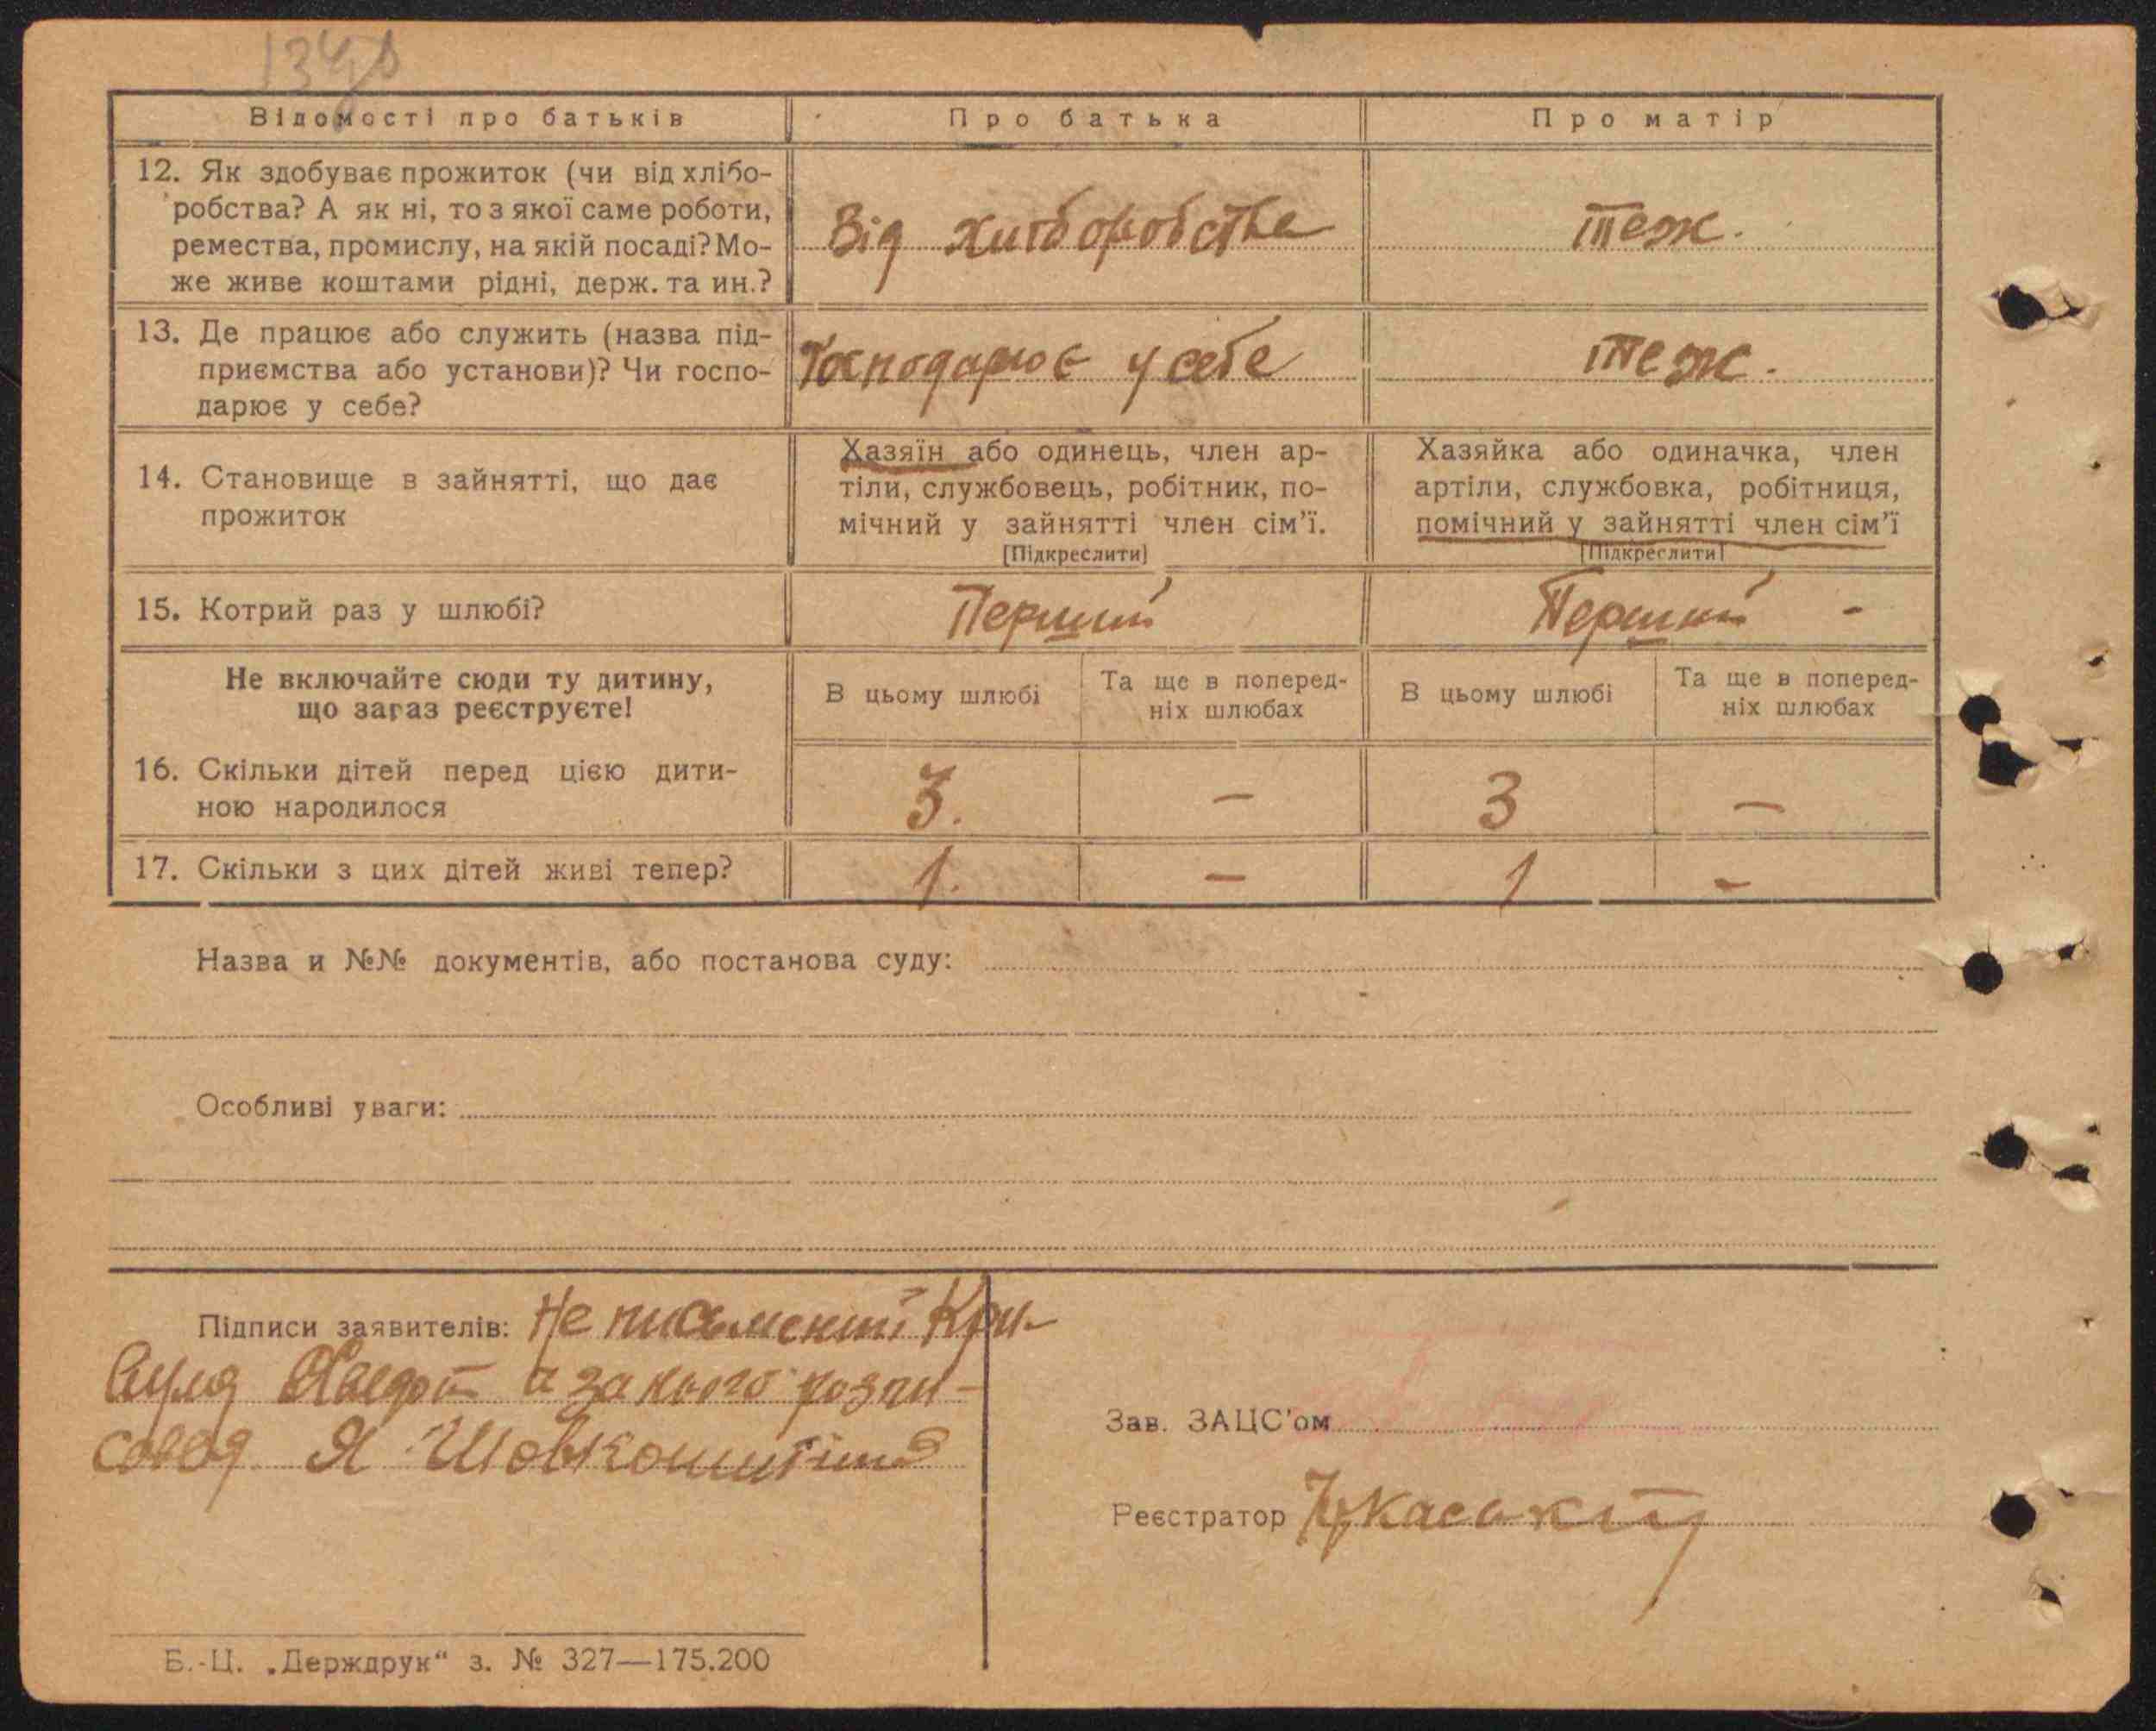 Відомості про батьків
Про батька
Про матір
12. Як здобуває прожиток (чи від хлібо-
робства? А як ні, то з якої саме роботи,
ремества, промислу, на якій посаді? Мо-
же живе коштами рідні, держ. та ин.?
Від хліборобства
теж.
13. Де працює або служить (назва під-
приємства або установи)? Чи госпо-
дарює у себе?
Господарює у себе
теж.
14. Становище в зайнятті, що дає
прожиток
Хазяїн або одинець, член ар-
тіли, службовець, робітник, по-
мічний у зайнятті член сім'ї.
[Підкреслити]
Хазяйка або одиначка, член
артіли, службовка, робітниця,
помічний у зайнятті член сім'ї
[Підкреслити]
15. Котрий раз у шлюбі?
Перший
Перший -
Не включайте сюди ту дитину,
що зараз реєструєте!
В цьому шлюбі
Та ще в поперед-
ніх шлюбах
В цьому шлюбі
Та ще в поперед-
ніх шлюбах
16. Скільки дітей перед цією дити-
ною народилося
3.
—
3
—
17. Скільки з цих дітей живі тепер?
1.
—
1
-
Назва и №№ документів, або постанова суду:
Особливі уваги:
Підписи заявителів: Не письменний Кри-
вуля а за нього розпи-
Я
Зав. ЗАЦС'ом
Реєстратор
Б.-Ц. „Держдрук“ з. № 327—175.200